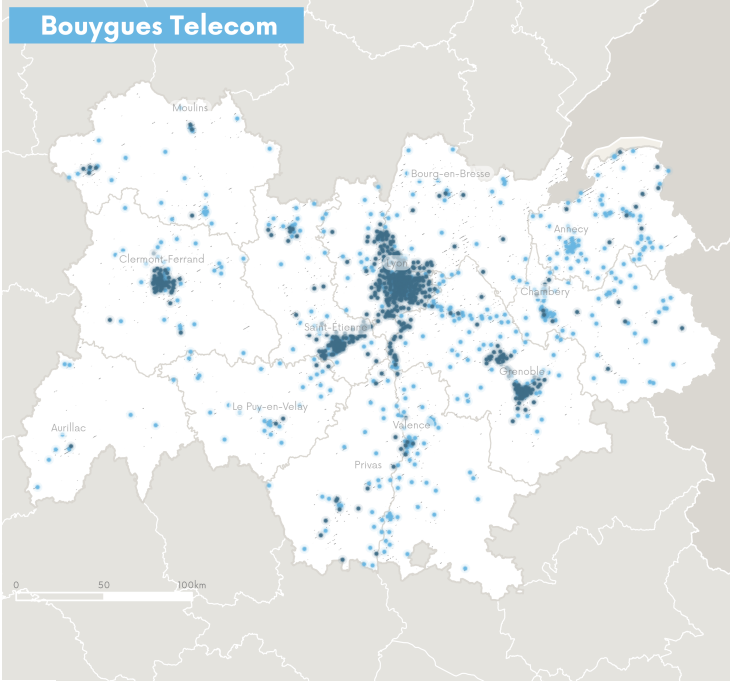 Bouygues Telecom
Moulins
Bourg-en-Bresse
Annecy
Clermont-Ferrand
Lyon
Chambéry
Saint-Étienne
Grenoble
Le Puy-en-Velay
Aurillac
Valence
Privas
0 50 100km